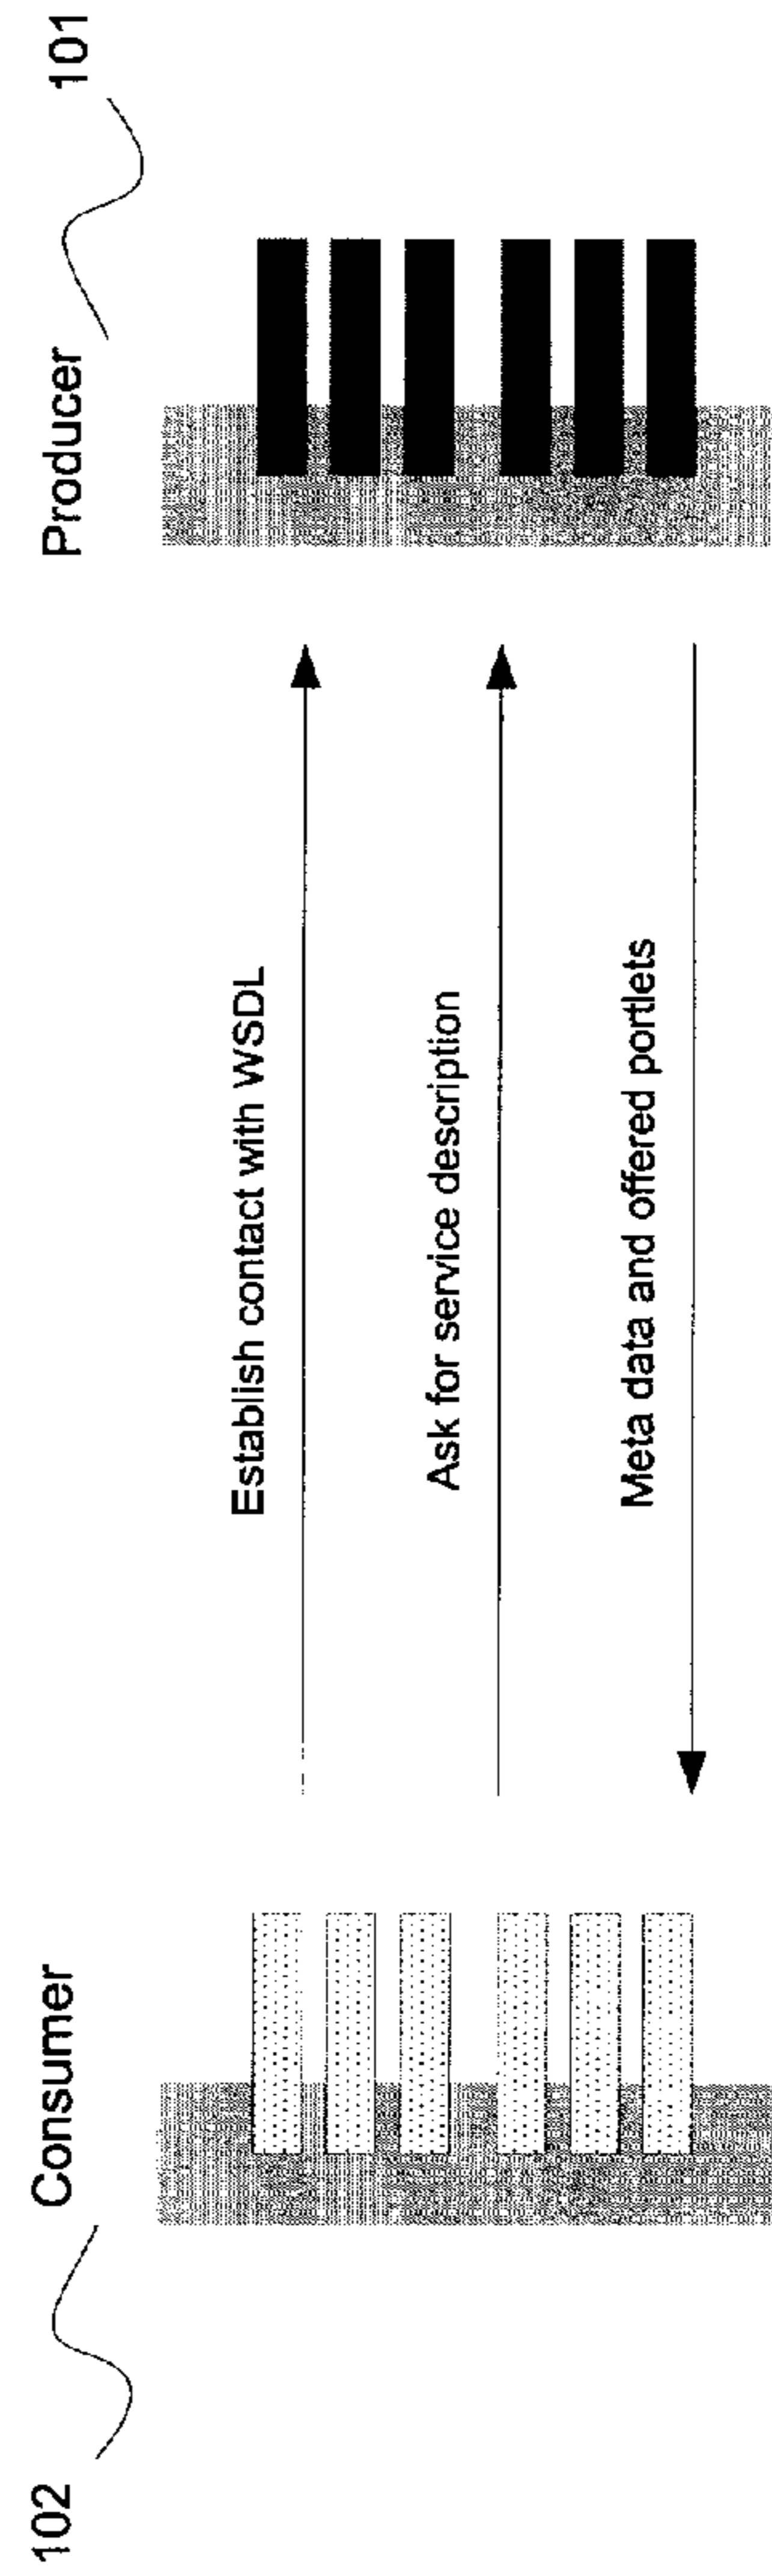 102
Consumer
Producer
101
Establish contact with WSDL
Ask for service description
Meta data and offered portlets